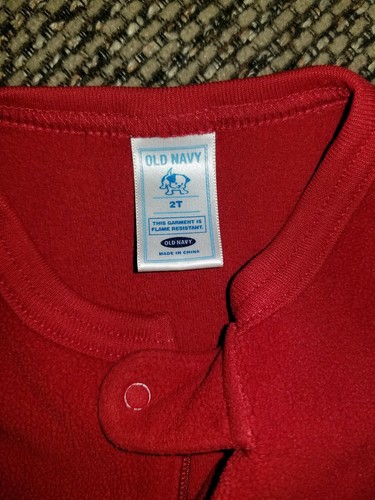 OLD NAVY
2T
THIS GARMENT IS
FLAME RESISTANT.
OLD NAVY
MADE IN CHINA